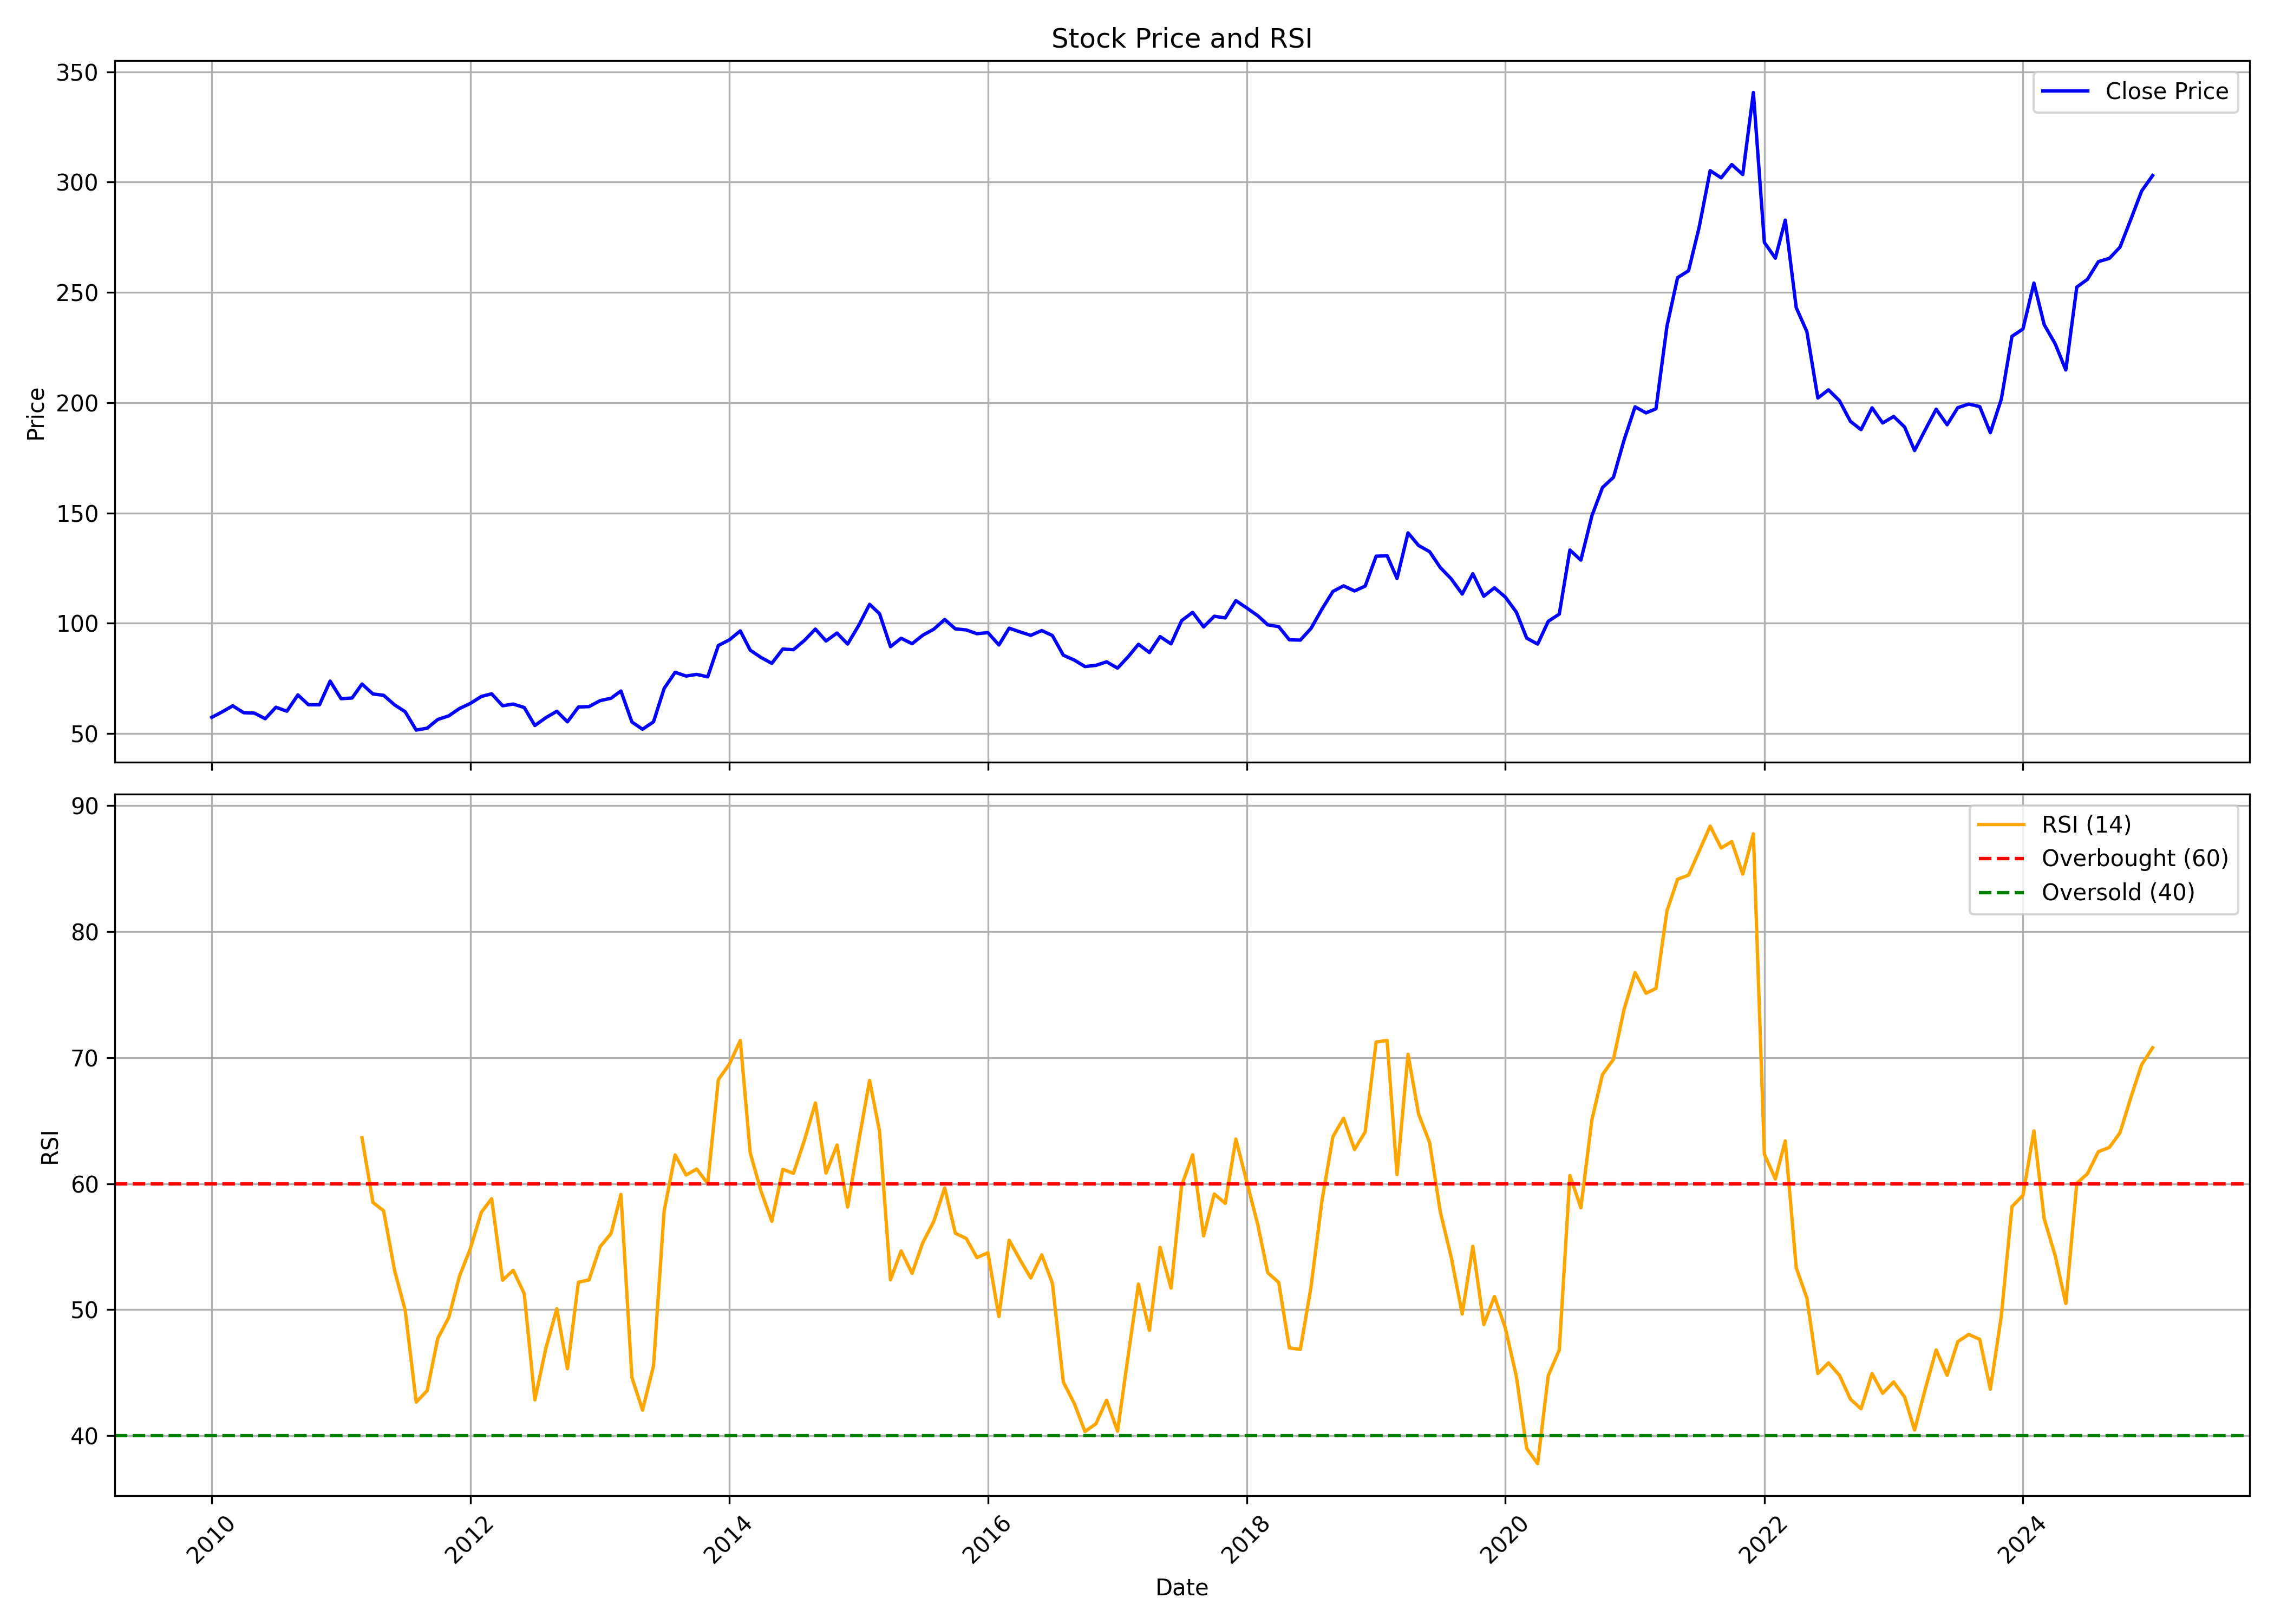 Stock Price and RSI
350
300
250
200
150
100
50
Price
Close Price
90
80
70
60
50
40
RSI
RSI (14)
Overbought (60)
Oversold (40)
2010
2012
2014
2016
2018
2020
2022
2024
Date